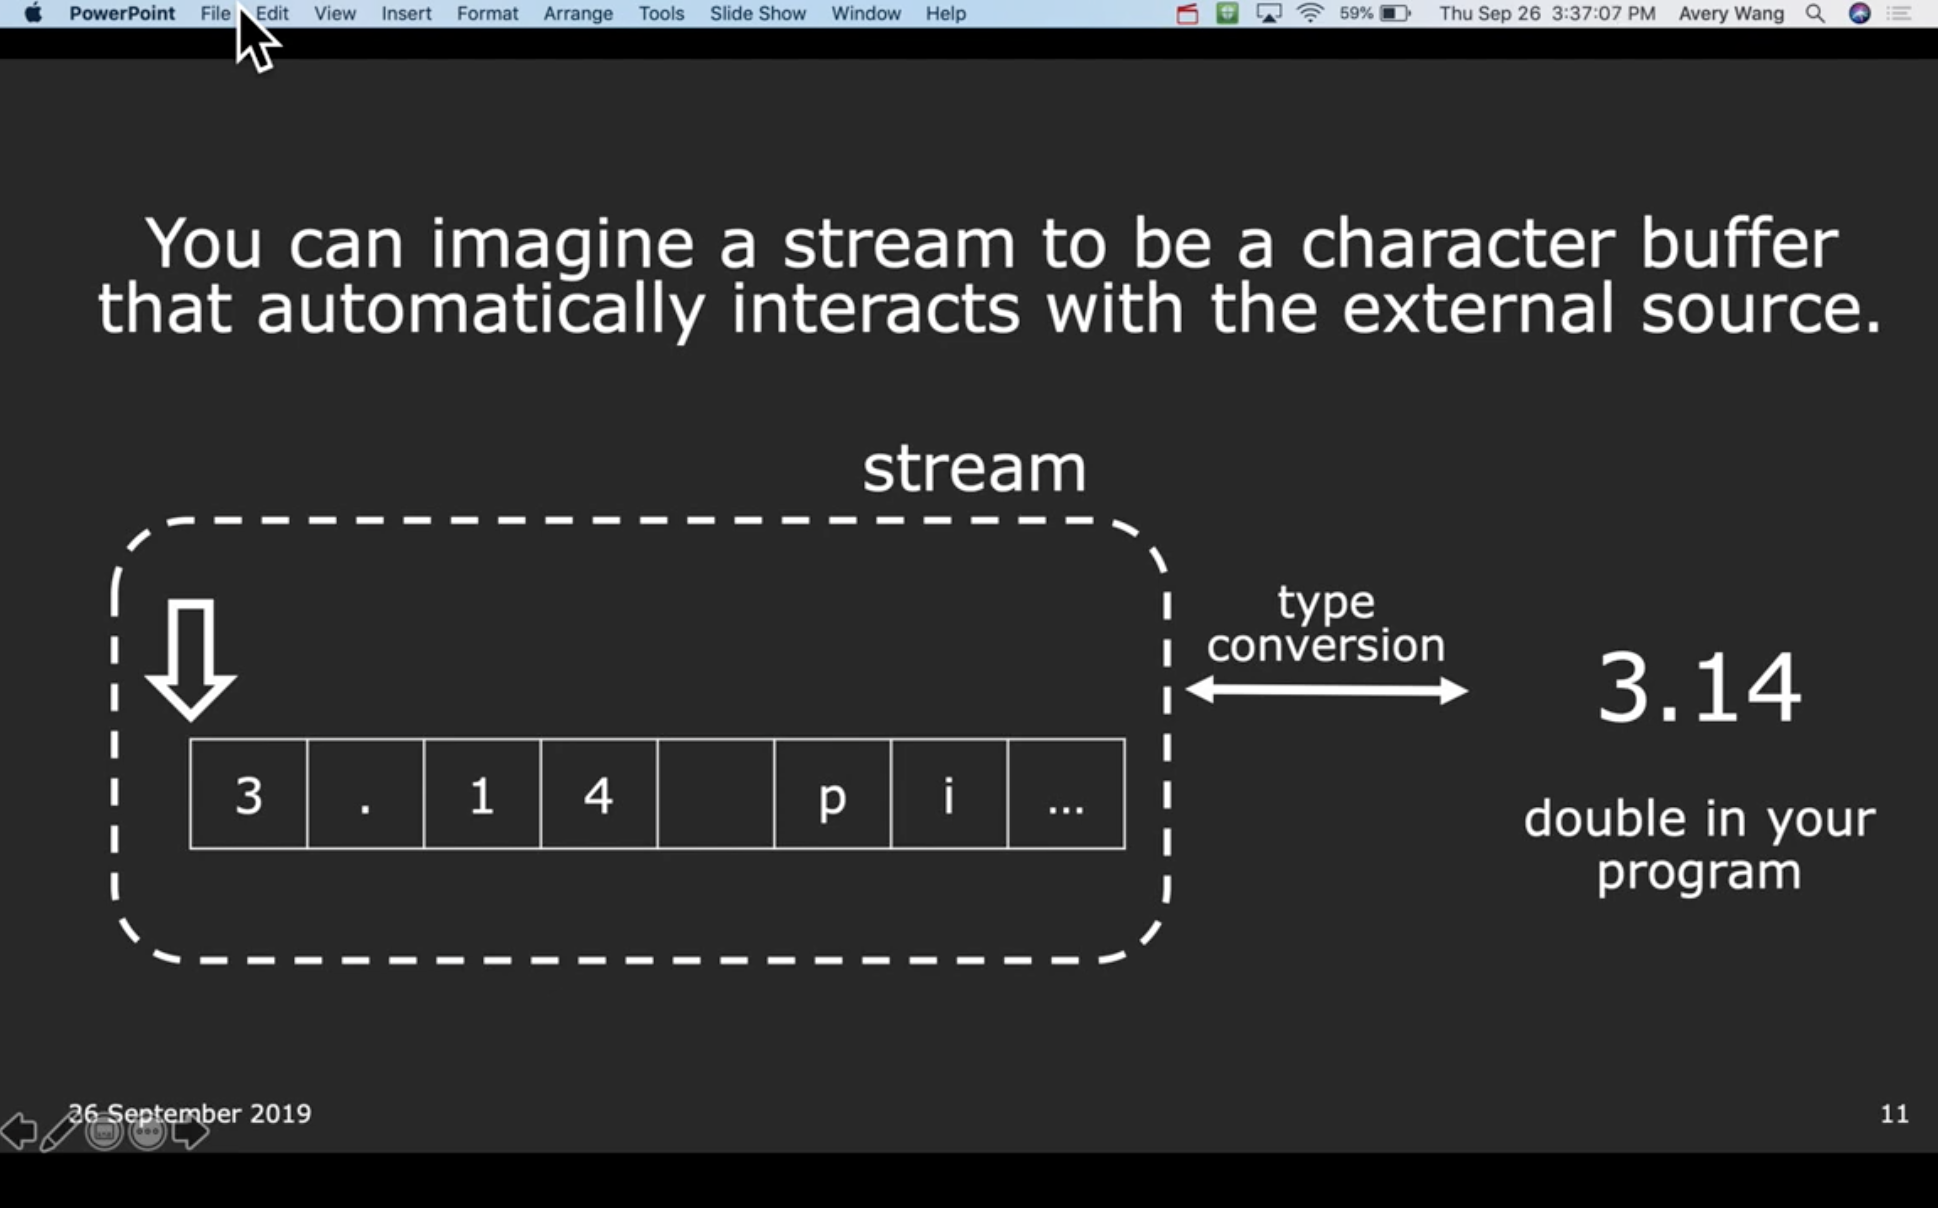 PowerPoint File Edit View Insert Format Arrange Tools Slide Show Window Help 59% Thu Sep 26 3:37:07 PM Avery Wang
You can imagine a stream to be a character buffer
that automatically interacts with the external source.
stream
type
conversion
3.14
3 . 1 4 p i ...
double in your
program
26 September 2019
11